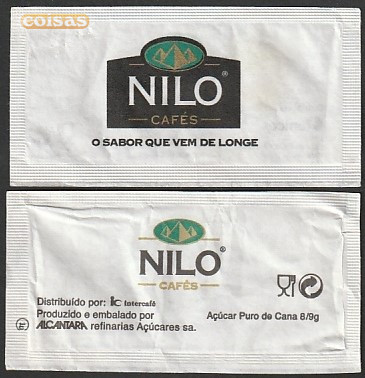 coisas
NILO®
CAFÉS
O SABOR QUE VEM DE LONGE
NILO®
CAFÉS
Distribuído por: Intercafé
Produzido e embalado por
ALCANTARA refinarias Açúcares sa.
Açúcar Puro de Cana 8/9g